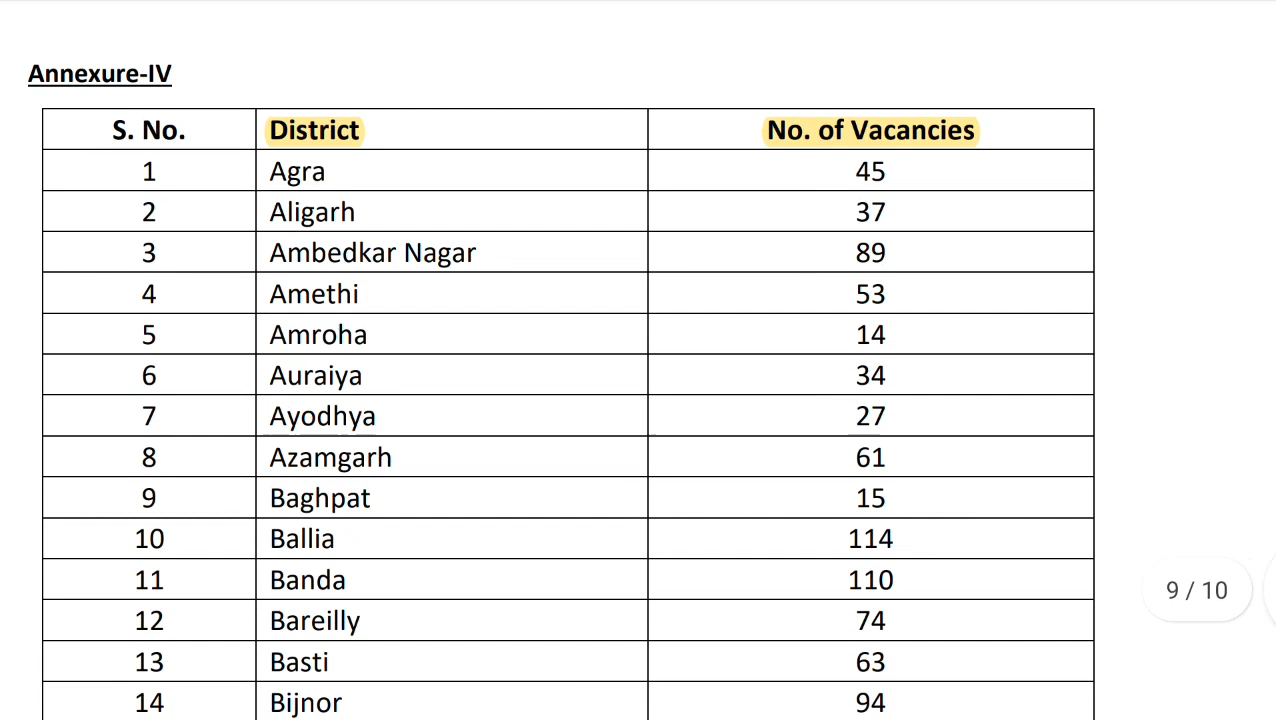 Annexure-IV
S. No. District No. of Vacancies
1 Agra 45
2 Aligarh 37
3 Ambedkar Nagar 89
4 Amethi 53
5 Amroha 14
6 Auraiya 34
7 Ayodhya 27
8 Azamgarh 61
9 Baghpat 15
10 Ballia 114
11 Banda 110
12 Bareilly 74
13 Basti 63
14 Bijnor 94
9 / 10